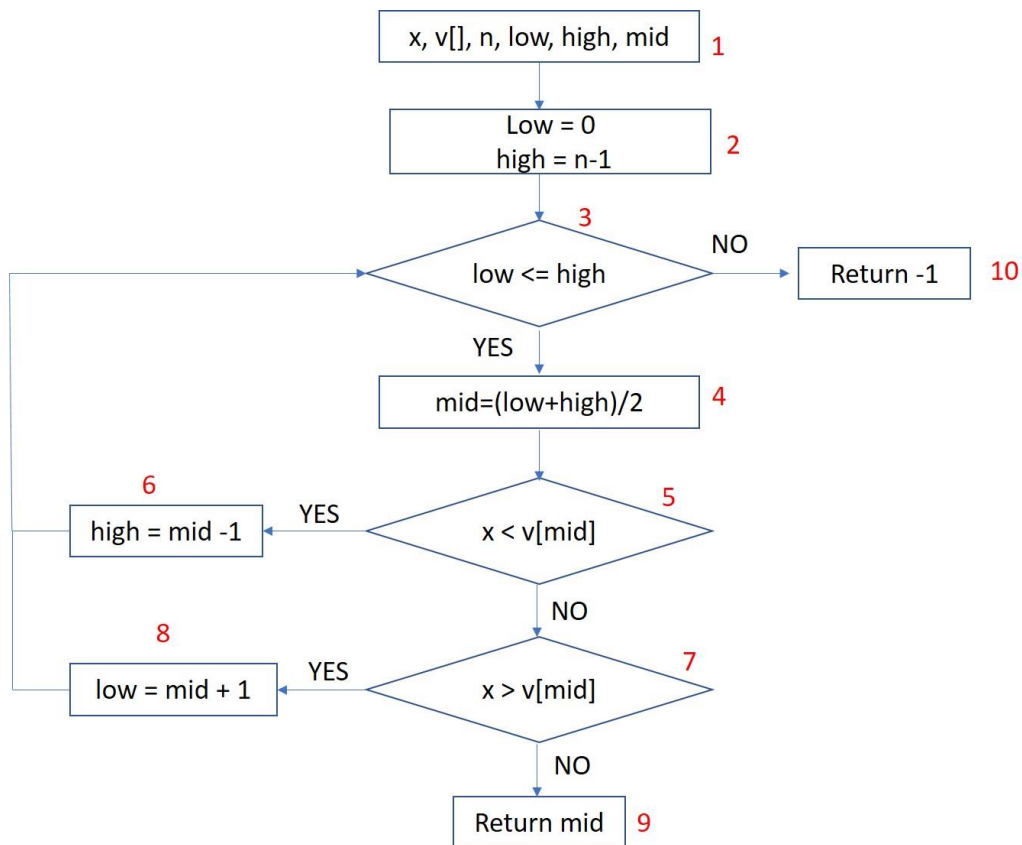 x, v[], n, low, high, mid
1
Low = 0
high = n-1
2
3
low <= high
NO
Return -1
10
YES
mid=(low+high)/2
4
6
5
high = mid -1
YES
x < v[mid]
NO
8
7
low = mid + 1
YES
x > v[mid]
NO
Return mid
9